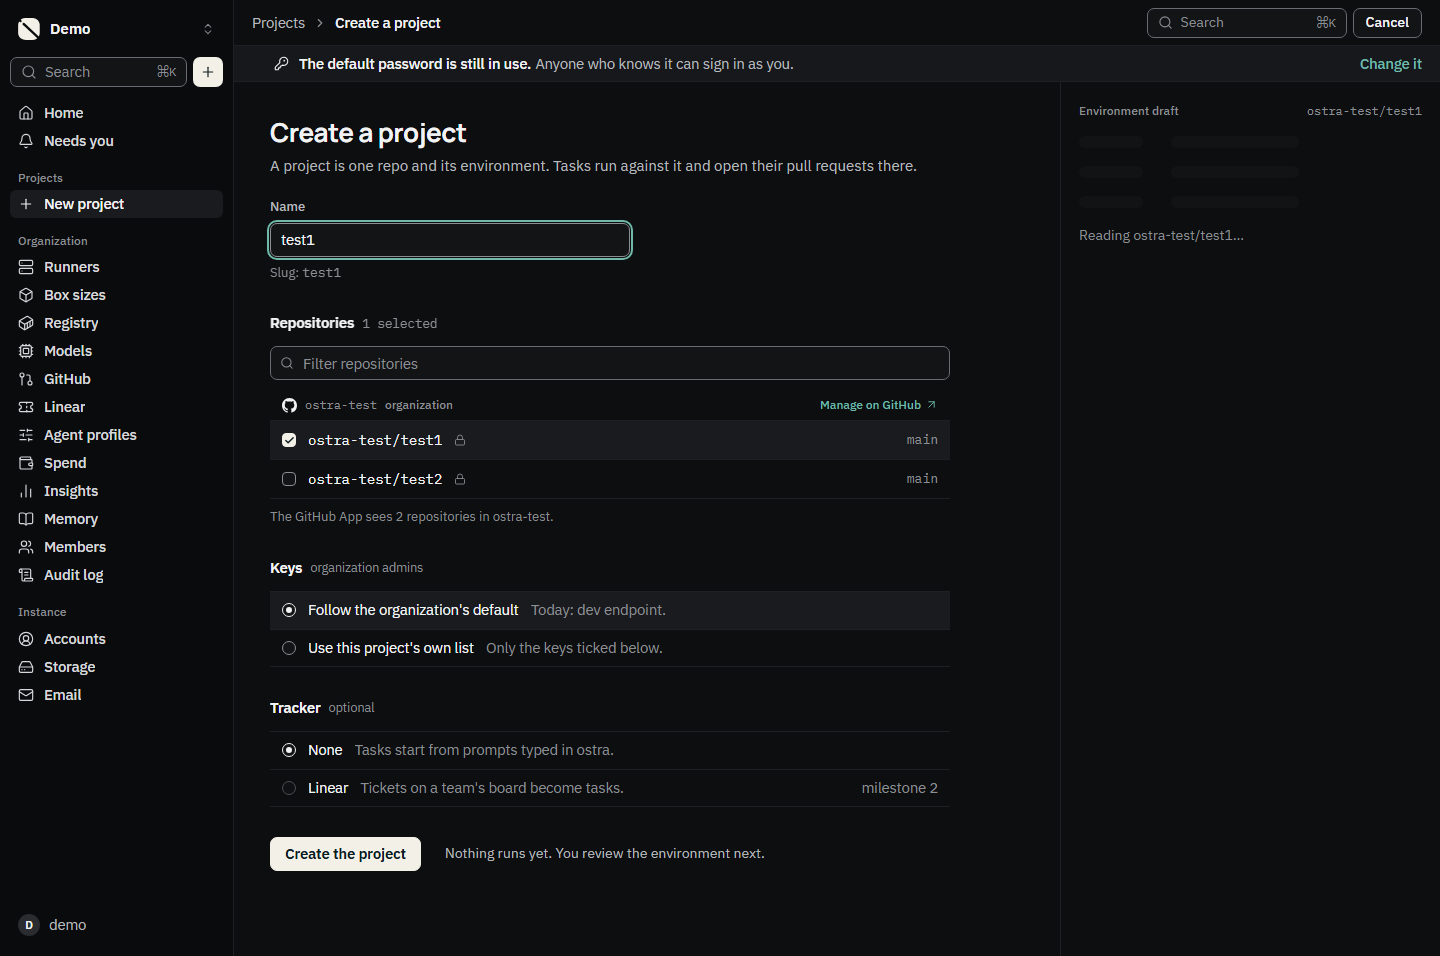 Demo
Search ⌘K
Home
Needs you
Projects
New project
Organization
Runners
Box sizes
Registry
Models
GitHub
Linear
Agent profiles
Spend
Insights
Memory
Members
Audit log
Instance
Accounts
Storage
Email
D demo
Projects > Create a project
Search ⌘K
Cancel
The default password is still in use. Anyone who knows it can sign in as you.
Change it
Create a project
A project is one repo and its environment. Tasks run against it and open their pull requests there.
Name
test1
Slug: test1
Repositories 1 selected
Filter repositories
ostra-test organization Manage on GitHub
ostra-test/test1 main
ostra-test/test2 main
The GitHub App sees 2 repositories in ostra-test.
Keys organization admins
Follow the organization's default Today: dev endpoint.
Use this project's own list Only the keys ticked below.
Tracker optional
None Tasks start from prompts typed in ostra.
Linear Tickets on a team's board become tasks. milestone 2
Create the project Nothing runs yet. You review the environment next.
Environment draft ostra-test/test1
Reading ostra-test/test1…